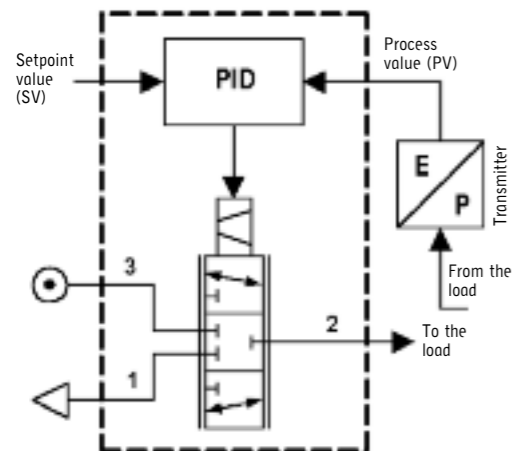 Setpoint
value
(SV)
PID
Process
value (PV)
E
P
Transmitter
From the
load
3
2
To the
load
1